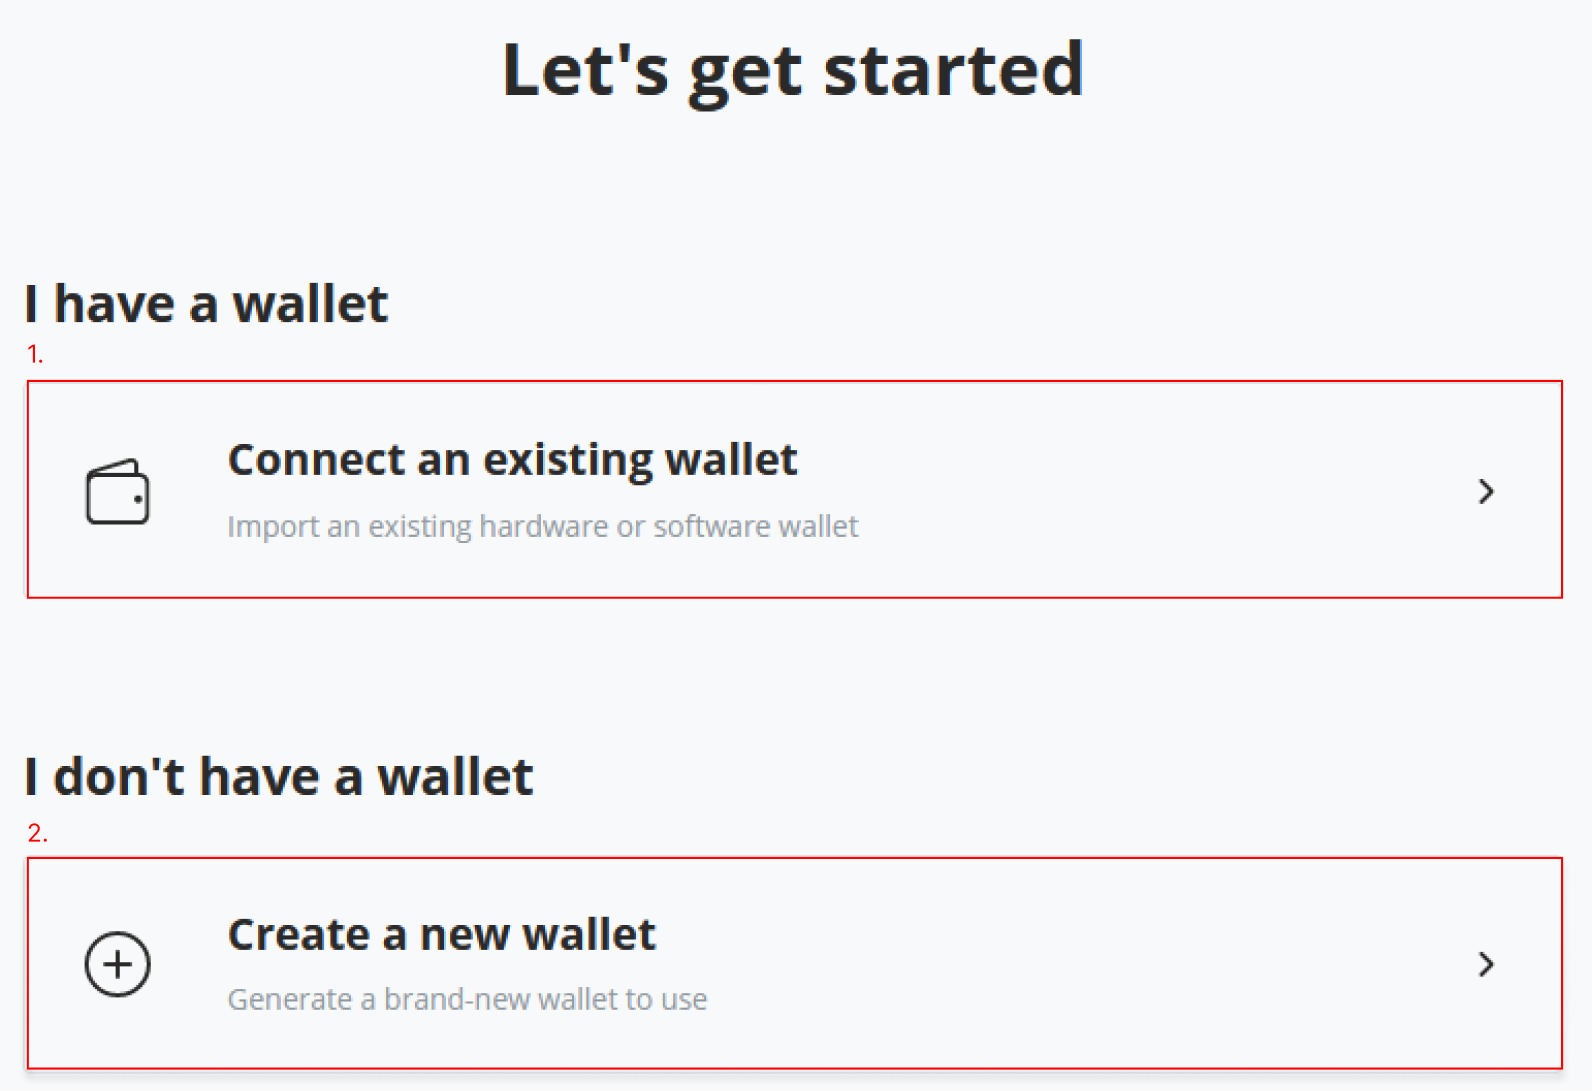 Let's get started
I have a wallet
1.
Connect an existing wallet
Import an existing hardware or software wallet
I don't have a wallet
2.
Create a new wallet
Generate a brand-new wallet to use